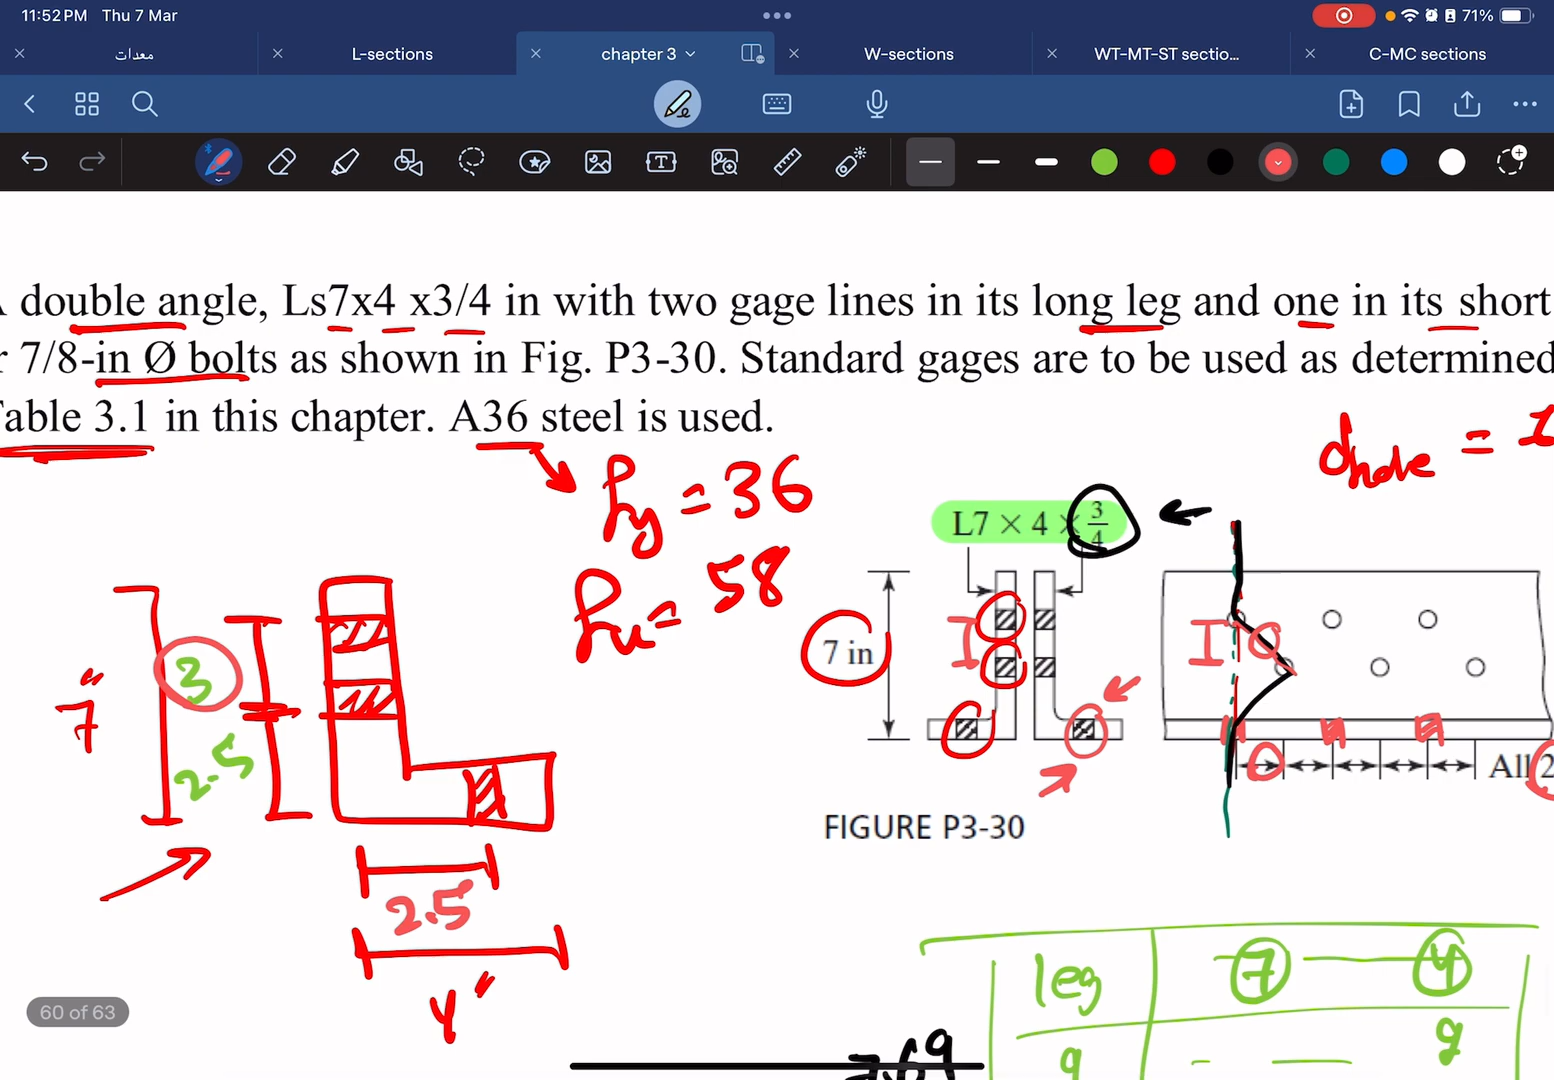 11:52 PM Thu 7 Mar
71%
معدات
L-sections
chapter 3
W-sections
WT-MT-ST sectio...
C-MC sections
double angle, Ls7x4 x3/4 in with two gage lines in its long leg and one in its short
7/8-in Ø bolts as shown in Fig. P3-30. Standard gages are to be used as determined
able 3.1 in this chapter. A36 steel is used.
dhole = 1
fy = 36
fu = 58
L7 × 4 × 3/4
7 in
I
I
All 2
FIGURE P3-30
7"
3
2.5
2.5
4"
leg 7 4
g - — g
7.69
60 of 63